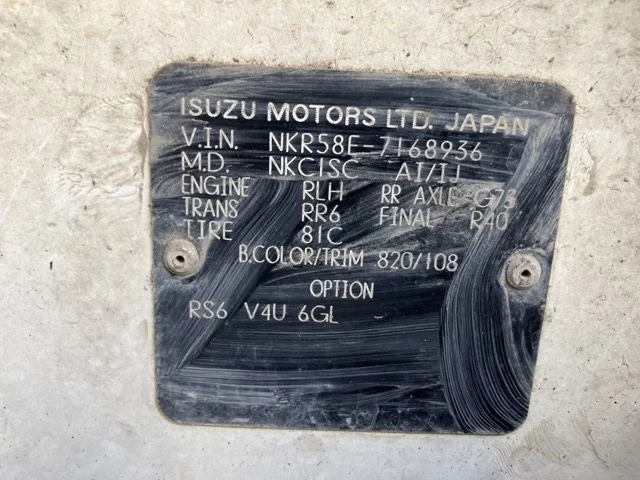 ISUZU MOTORS LTD. JAPAN
V.I.N. NKR58E-7168936
M.D. NKC1SC A1/IJ
ENGINE RLH RR AXLE G73
TRANS RR6 FINAL R40
TIRE 81C
B.COLOR/TRIM 820/108
OPTION
RS6 V4U 6GL